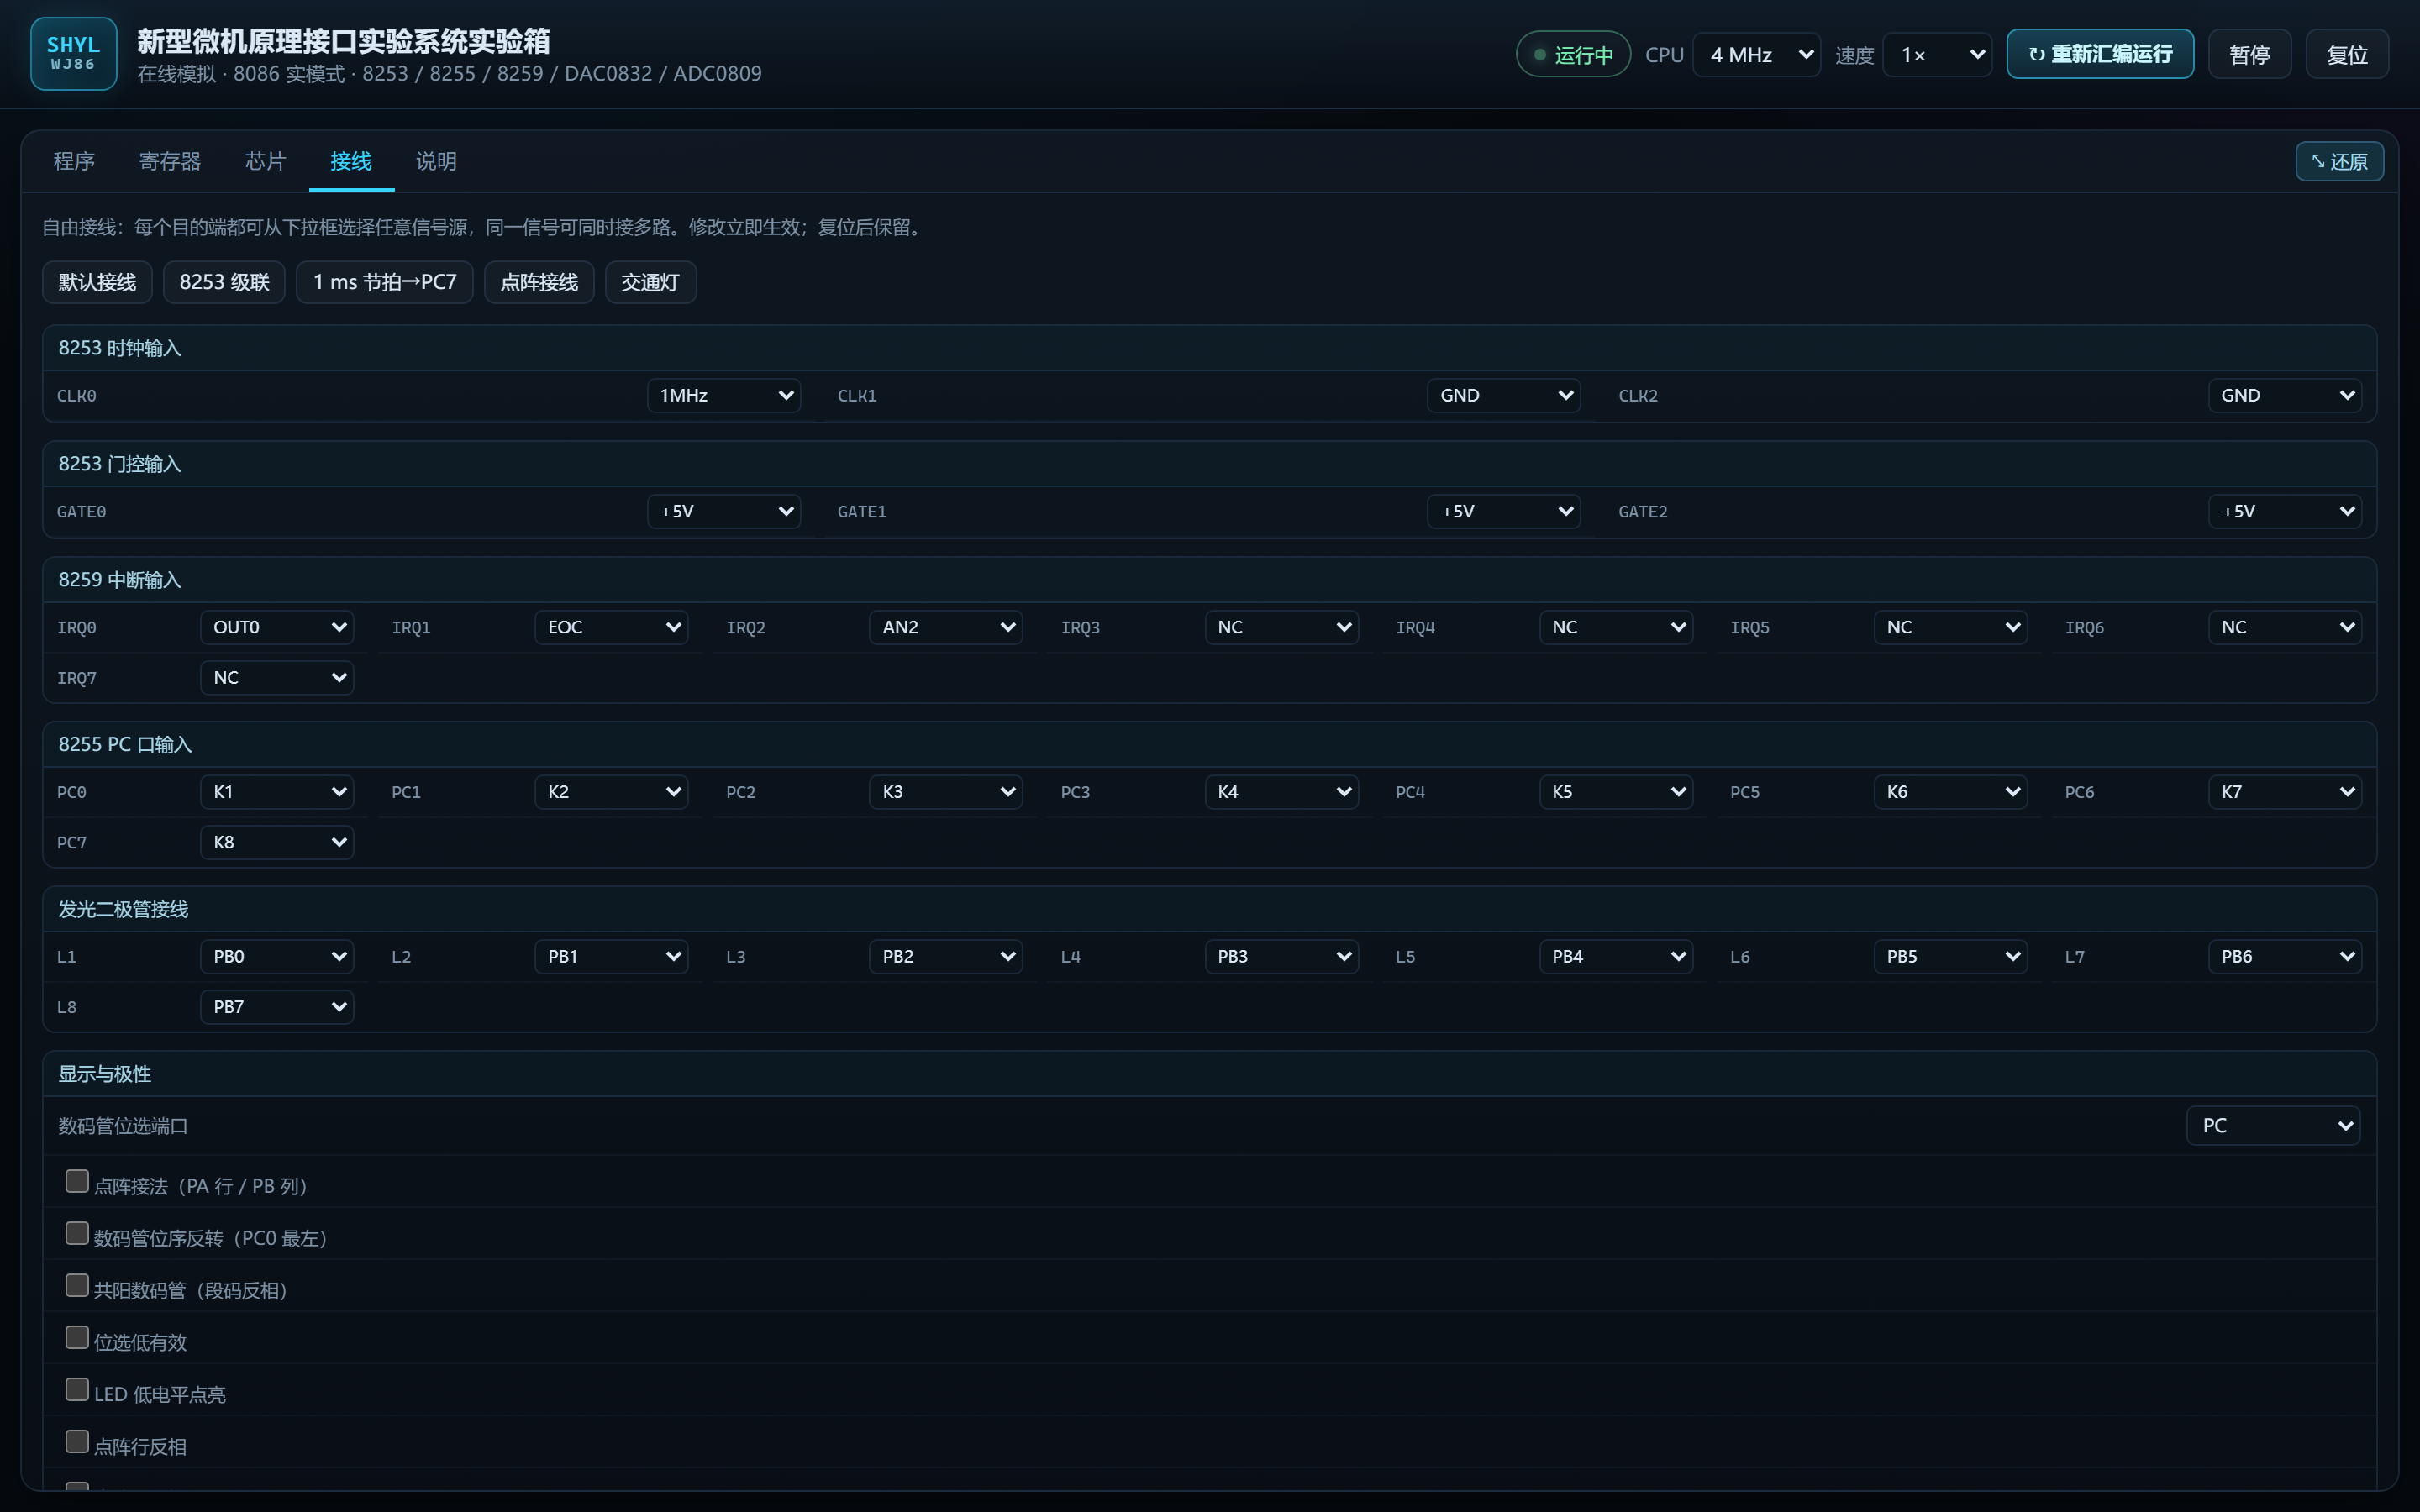 SHYL
WJ86
新型微机原理接口实验系统实验箱
在线模拟 · 8086 实模式 · 8253 / 8255 / 8259 / DAC0832 / ADC0809
运行中 CPU 4 MHz 速度 1× ↻ 重新汇编运行 暂停 复位
程序 寄存器 芯片 接线 说明 ⤡ 还原
自由接线：每个目的端都可从下拉框选择任意信号源，同一信号可同时接多路。修改立即生效；复位后保留。
默认接线 8253 级联 1 ms 节拍→PC7 点阵接线 交通灯
8253 时钟输入
CLK0 1MHz CLK1 GND CLK2 GND
8253 门控输入
GATE0 +5V GATE1 +5V GATE2 +5V
8259 中断输入
IRQ0 OUT0 IRQ1 EOC IRQ2 AN2 IRQ3 NC IRQ4 NC IRQ5 NC IRQ6 NC
IRQ7 NC
8255 PC 口输入
PC0 K1 PC1 K2 PC2 K3 PC3 K4 PC4 K5 PC5 K6 PC6 K7
PC7 K8
发光二极管接线
L1 PB0 L2 PB1 L3 PB2 L4 PB3 L5 PB4 L6 PB5 L7 PB6
L8 PB7
显示与极性
数码管位选端口 PC
点阵接法（PA 行 / PB 列）
数码管位序反转（PC0 最左）
共阳数码管（段码反相）
位选低有效
LED 低电平点亮
点阵行反相